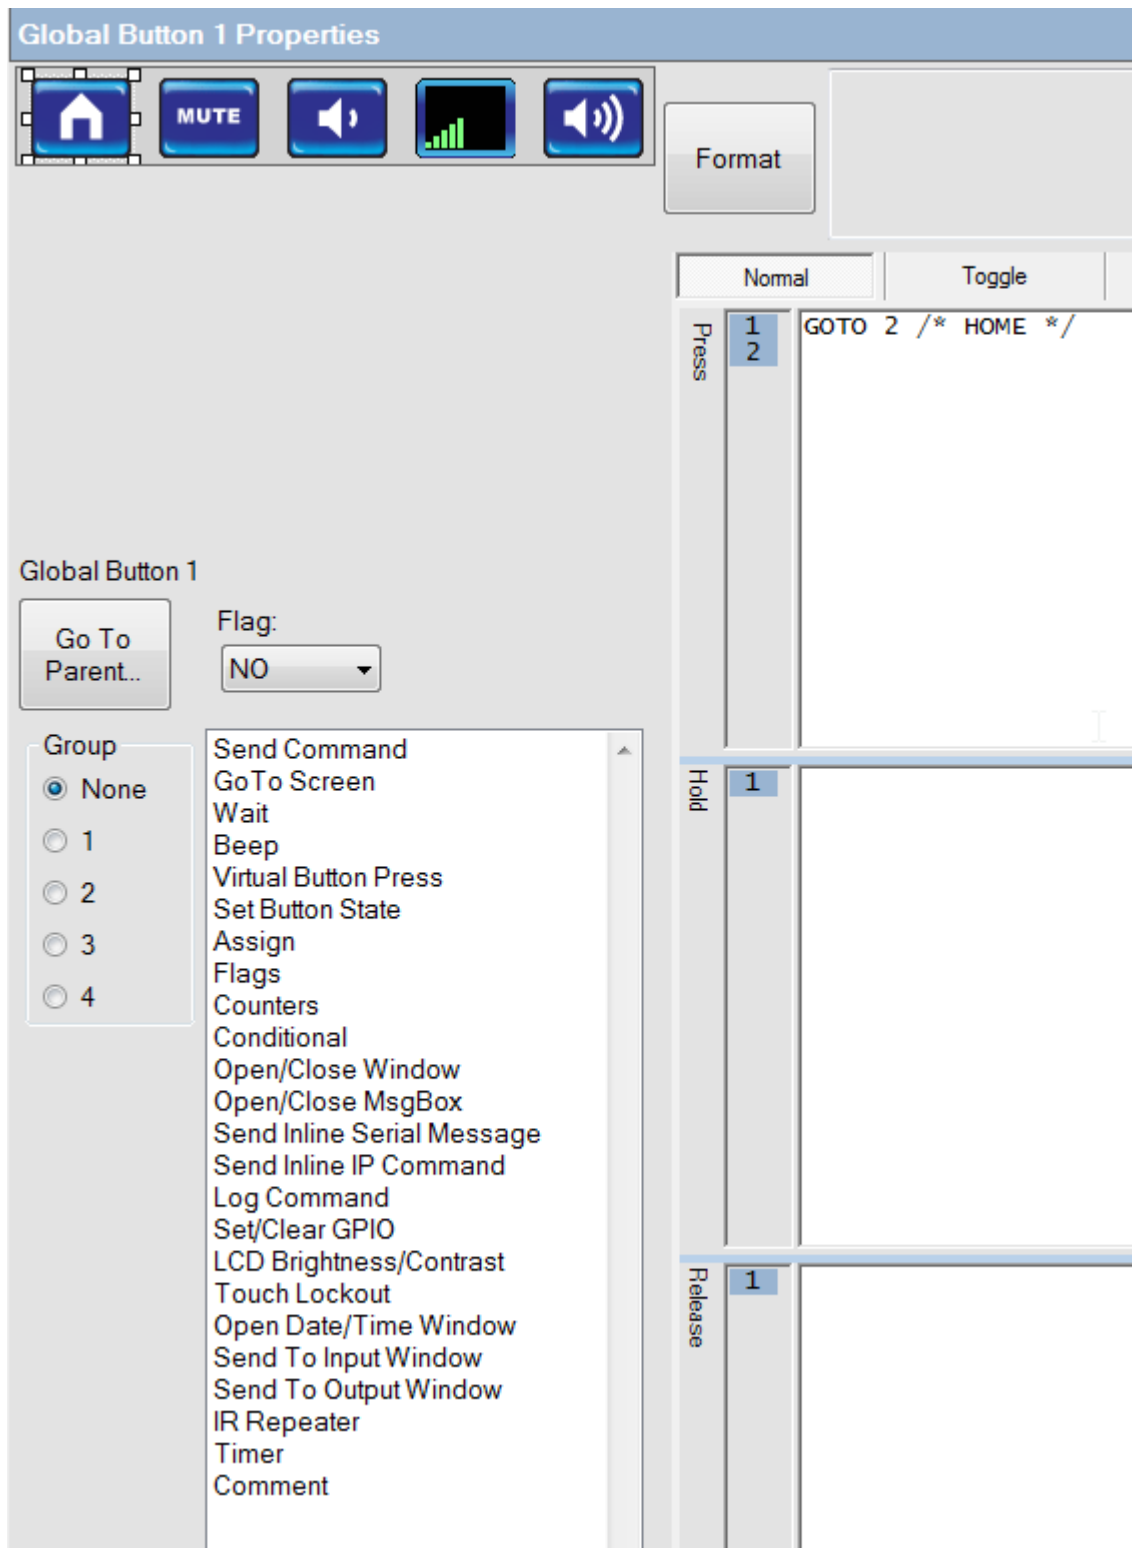 Global Button 1 Properties
MUTE
Format
Normal
Toggle
Press
1
2
GOTO 2 /* HOME */
Global Button 1
Go To
Parent...
Flag:
NO
Group
None
1
2
3
4
Send Command
GoTo Screen
Wait
Beep
Virtual Button Press
Set Button State
Assign
Flags
Counters
Conditional
Open/Close Window
Open/Close MsgBox
Send Inline Serial Message
Send Inline IP Command
Log Command
Set/Clear GPIO
LCD Brightness/Contrast
Touch Lockout
Open Date/Time Window
Send To Input Window
Send To Output Window
IR Repeater
Timer
Comment
Hold
1
Release
1